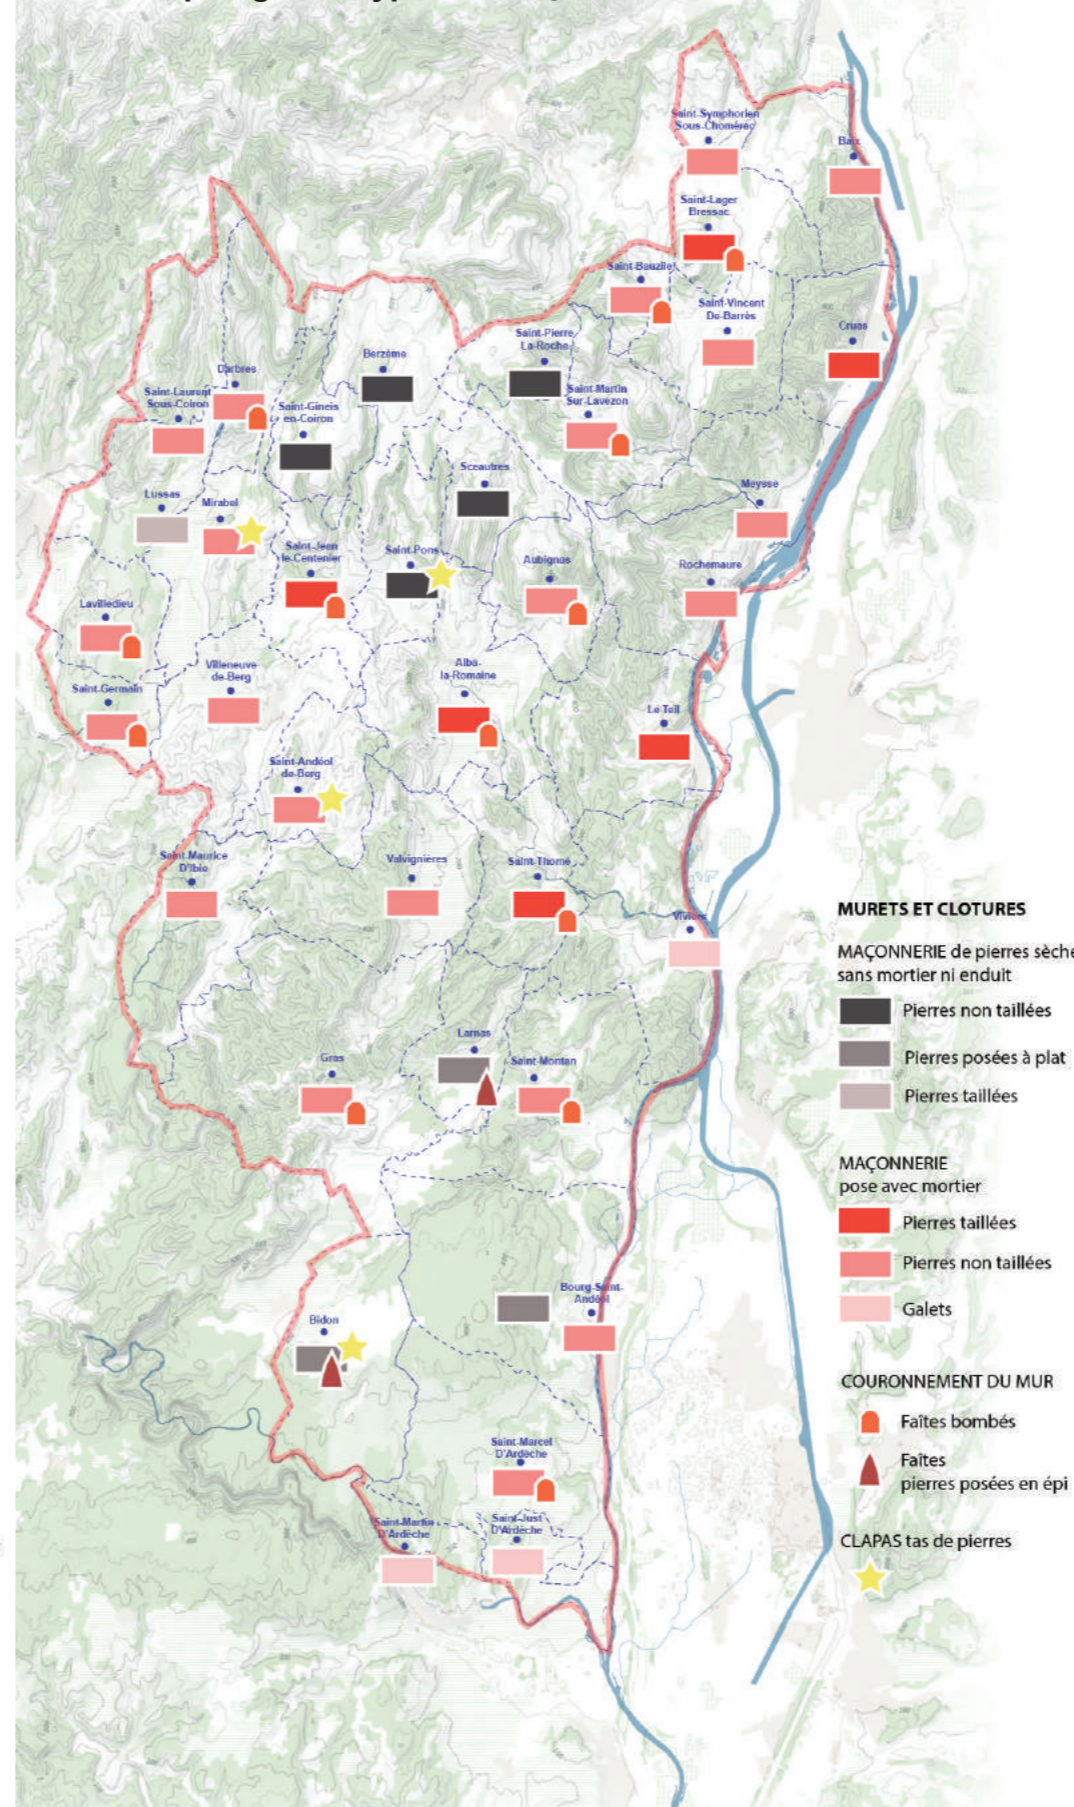 Saint-Symphorien
Sous-Chomérac
Baix
Saint-Lager
Bressac
Saint-Bauzile
Saint-Vincent
De-Barrès
Cruas
Saint-Pierre
La-Roche
Berzème
Darbres
Saint-Laurent
Sous-Coiron
Saint-Gineis
en-Coiron
Saint-Martin
Sur-Lavezon
Sceautres
Meysse
Lussas
Mirabel
Saint-Jean
le-Centenier
Saint-Pons
Aubignas
Rochemaure
Lavilledieu
Villeneuve
de-Berg
Alba-
la-Romaine
Saint-Germain
Le Teil
Saint-Andéol
de-Berg
Saint-Maurice
D'Ibie
Valvignières
Saint-Thomé
Viviers
Larnas
Gras
Saint-Montan
Bourg-Saint-
Andéol
Bidon
Saint-Marcel
D'Ardèche
Saint-Martin
D'Ardèche
Saint-Just
D'Ardèche
MURETS ET CLOTURES
MAÇONNERIE de pierres sèche
sans mortier ni enduit
Pierres non taillées
Pierres posées à plat
Pierres taillées
MAÇONNERIE
pose avec mortier
Pierres taillées
Pierres non taillées
Galets
COURONNEMENT DU MUR
Faîtes bombés
Faîtes
pierres posées en épi
CLAPAS tas de pierres